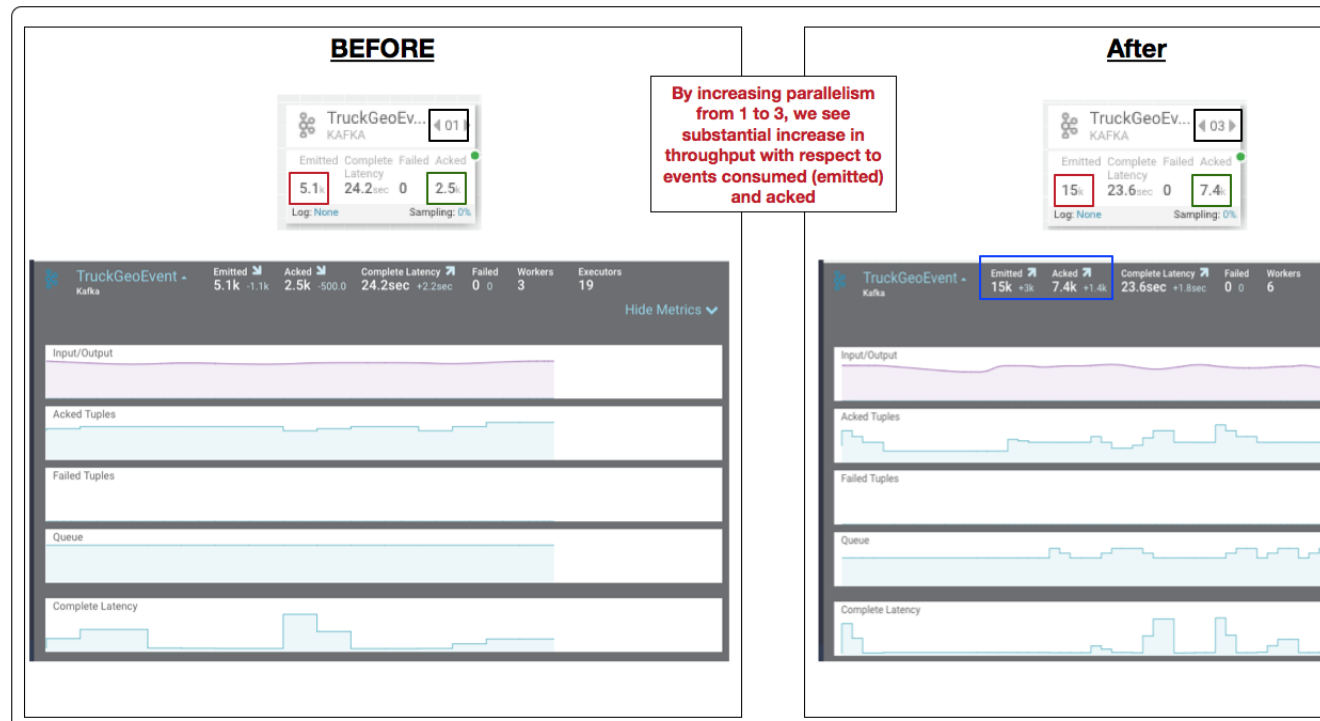 BEFORE
TruckGeoEv...
01
KAFKA
Emitted Complete Latency Failed Acked
5.1k 24.2sec 0 2.5k
Log: None Sampling: 0%
TruckGeoEvent
Kafka
Emitted Acked Complete Latency Failed Workers Executors
5.1k -1.1k 2.5k -500.0 24.2sec +2.2sec 0 0 3 19
Hide Metrics
Input/Output
Acked Tuples
Failed Tuples
Queue
Complete Latency
By increasing parallelism
from 1 to 3, we see
substantial increase in
throughput with respect to
events consumed (emitted)
and acked
After
TruckGeoEv...
03
KAFKA
Emitted Complete Latency Failed Acked
15k 23.6sec 0 7.4k
Log: None Sampling: 0%
TruckGeoEvent
Kafka
Emitted Acked Complete Latency Failed Workers
15k +3k 7.4k +1.4k 23.6sec +1.8sec 0 0 6
Input/Output
Acked Tuples
Failed Tuples
Queue
Complete Latency